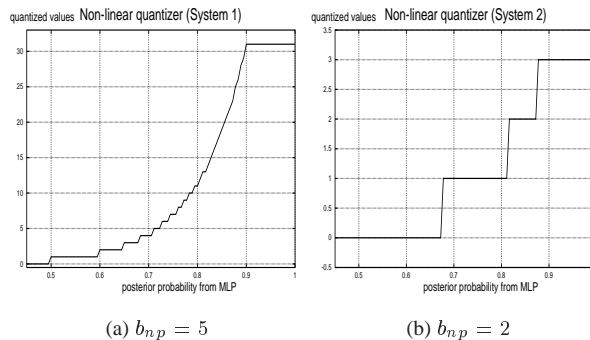 quantized values Non-linear quantizer (System 1)
30
25
20
15
10
5
0
0.5 0.6 0.7 0.8 0.9 1
posterior probability from MLP
(a) b_{np} = 5
quantized values Non-linear quantizer (System 2)
3.5
3
2.5
2
1.5
1
0.5
0
-0.5
0.5 0.6 0.7 0.8 0.9
posterior probability from MLP
(b) b_{np} = 2